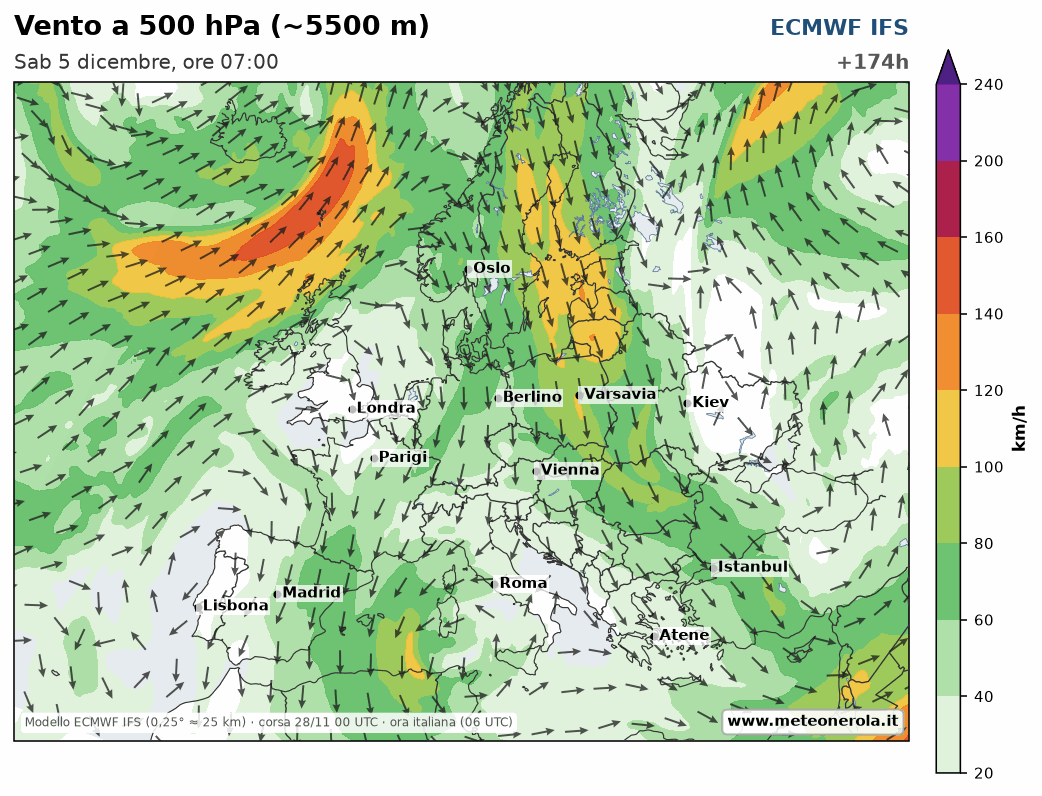 Vento a 500 hPa (~5500 m)
ECMWF IFS
Sab 5 dicembre, ore 07:00
+174h
240
200
160
140
120
100
80
60
40
20
km/h
Oslo
Berlino
Varsavia
Kiev
Londra
Parigi
Vienna
Istanbul
Roma
Madrid
Lisbona
Atene
Modello ECMWF IFS (0,25° ≈ 25 km) · corsa 28/11 00 UTC · ora italiana (06 UTC)
www.meteonerola.it